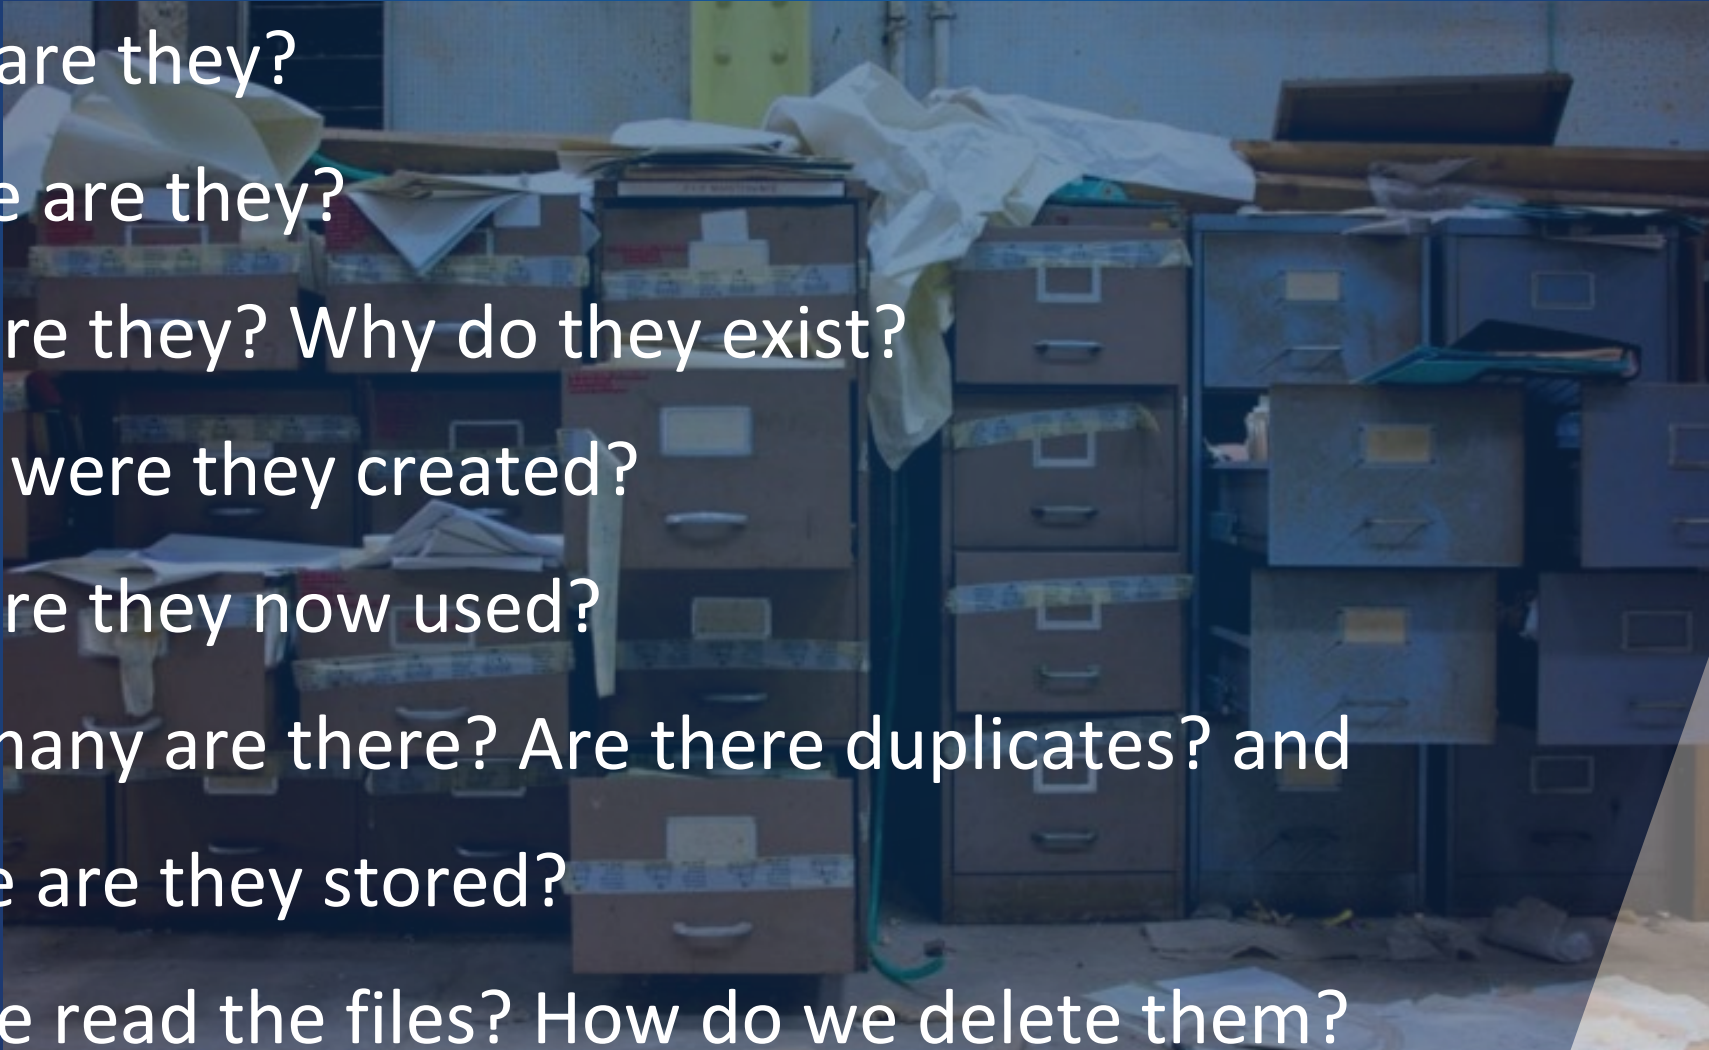 are they?
e are they?
re they? Why do they exist?
were they created?
re they now used?
many are there? Are there duplicates? and
e are they stored?
e read the files? How do we delete them?